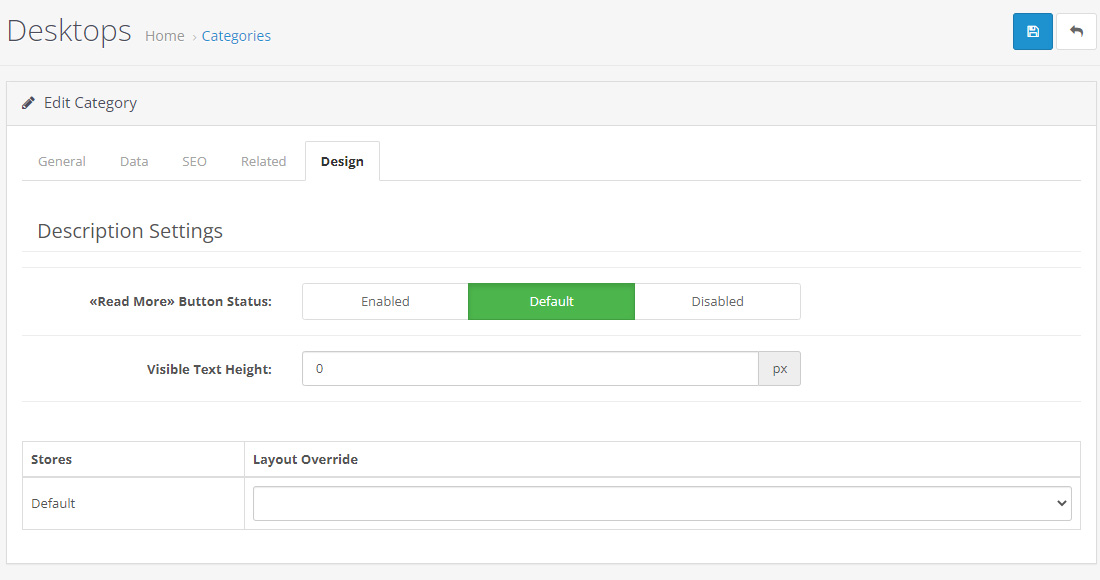 Desktops Home › Categories
Edit Category
General Data SEO Related Design
Description Settings
«Read More» Button Status: Enabled Default Disabled
Visible Text Height: 0 px
Stores Layout Override
Default